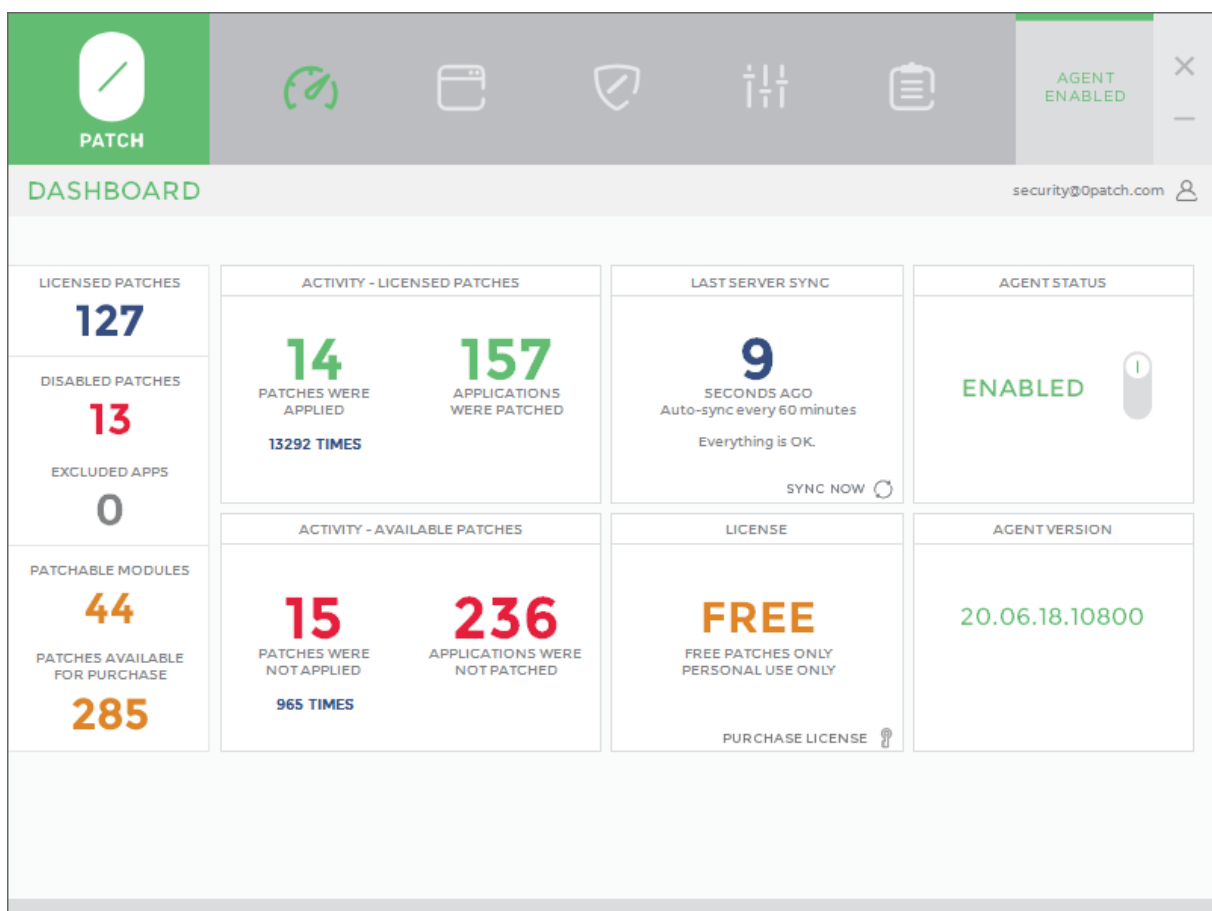 PATCH
AGENT
ENABLED
DASHBOARD
security@0patch.com
LICENSED PATCHES
127
DISABLED PATCHES
13
EXCLUDED APPS
0
PATCHABLE MODULES
44
PATCHES AVAILABLE
FOR PURCHASE
285
ACTIVITY - LICENSED PATCHES
14
PATCHES WERE
APPLIED
13292 TIMES
157
APPLICATIONS
WERE PATCHED
LAST SERVER SYNC
9
SECONDS AGO
Auto-sync every 60 minutes
Everything is OK.
SYNC NOW
AGENT STATUS
ENABLED
ACTIVITY - AVAILABLE PATCHES
15
PATCHES WERE
NOT APPLIED
965 TIMES
236
APPLICATIONS WERE
NOT PATCHED
LICENSE
FREE
FREE PATCHES ONLY
PERSONAL USE ONLY
PURCHASE LICENSE
AGENT VERSION
20.06.18.10800